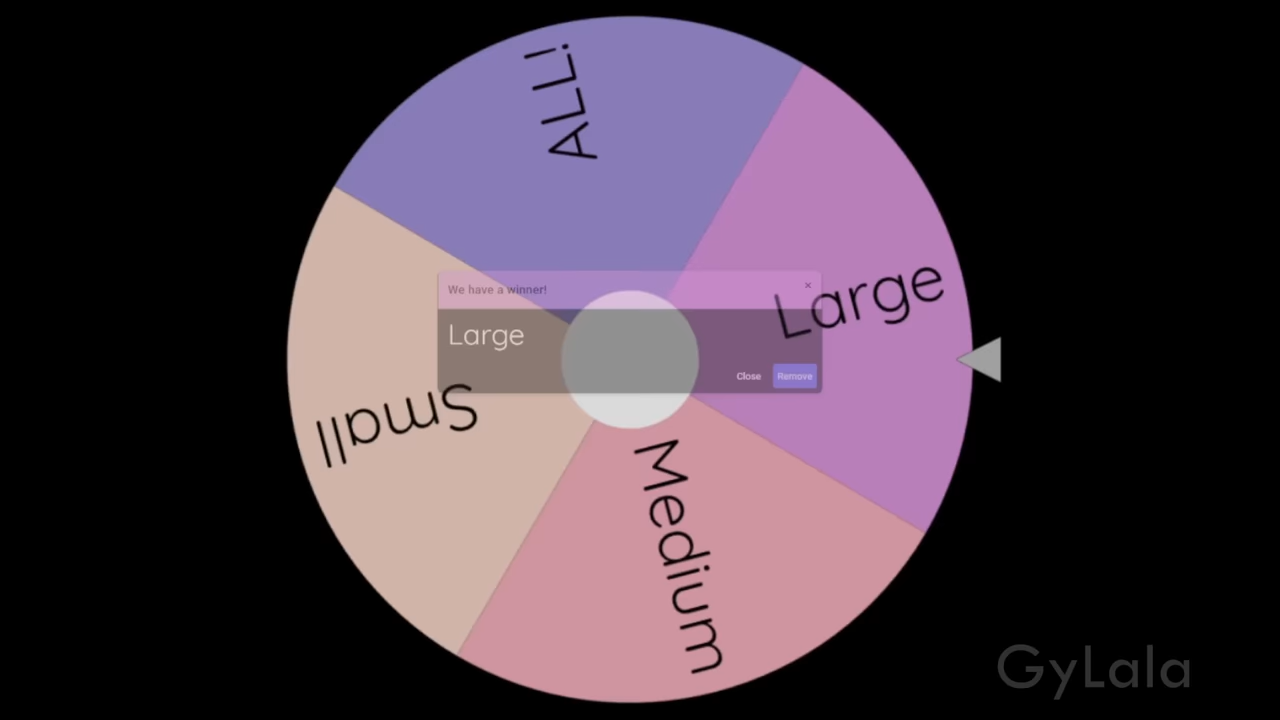 ALL!
Large
We have a winner!
×
Large
Close
Remove
Small
Medium
GyLala